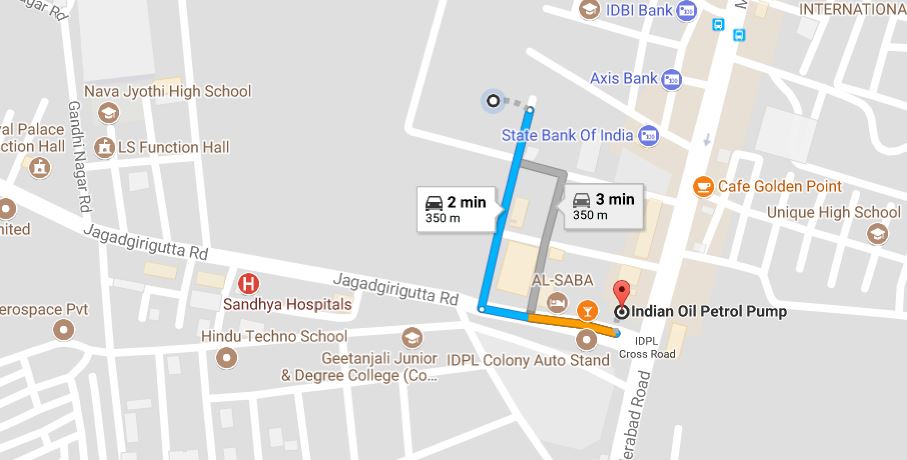 gar Rd
IDBI Bank
INTERNATIONA
Axis Bank
Nava Jyothi High School
Gandhi Nagar Rd
State Bank Of India
yal Palace
ction Hall
LS Function Hall
Cafe Golden Point
2 min
350 m
3 min
350 m
Unique High School
nited
Jagadgirigutta Rd
Jagadgirigutta Rd
AL-SABA
H
Sandhya Hospitals
erospace Pvt
Indian Oil Petrol Pump
Hindu Techno School
IDPL
Cross Road
Geetanjali Junior
& Degree College (Co...
IDPL Colony Auto Stand
derabad Road